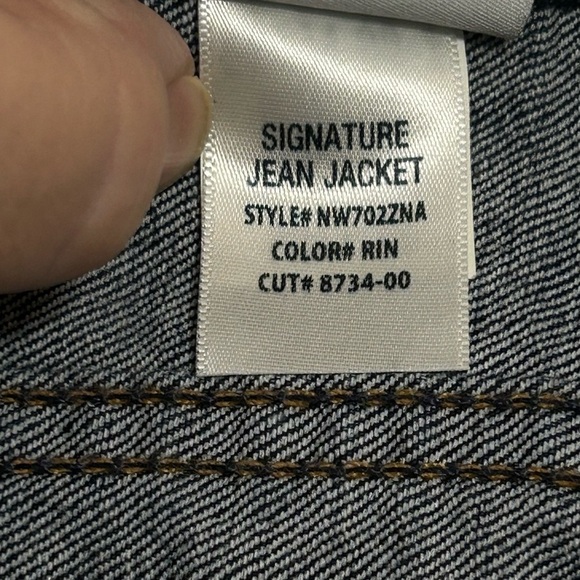 SIGNATURE
JEAN JACKET
STYLE# NW702ZNA
COLOR# RIN
CUT# 8734-00